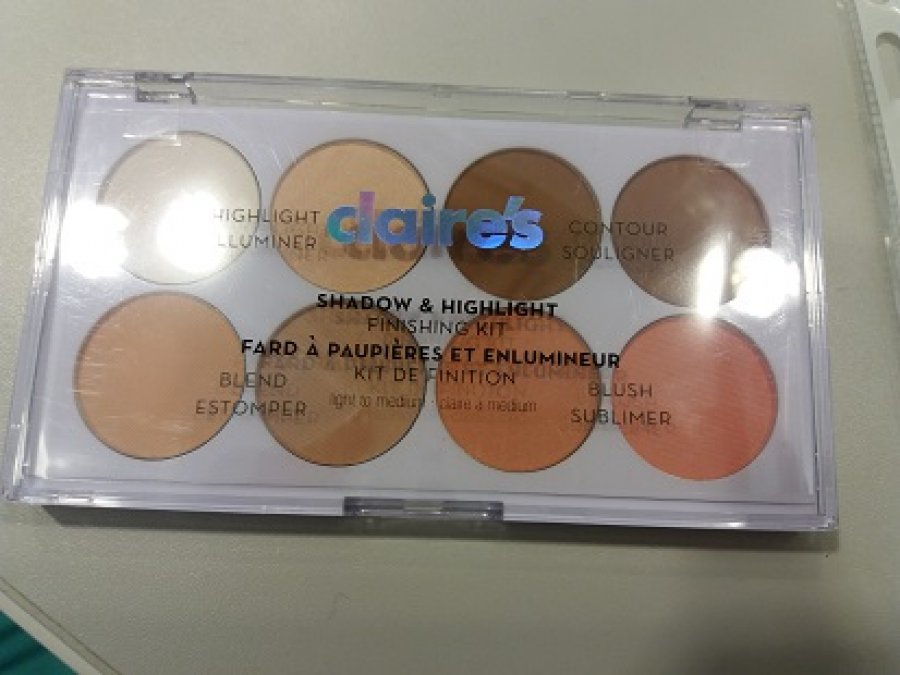 claire's
HIGHLIGHT
ILLUMINER
CONTOUR
SOULIGNER
SHADOW & HIGHLIGHT
FINISHING KIT
FARD À PAUPIÈRES ET ENLUMINEUR
KIT DE FINITION
light to medium claire à medium
BLEND
ESTOMPER
BLUSH
SUBLIMER